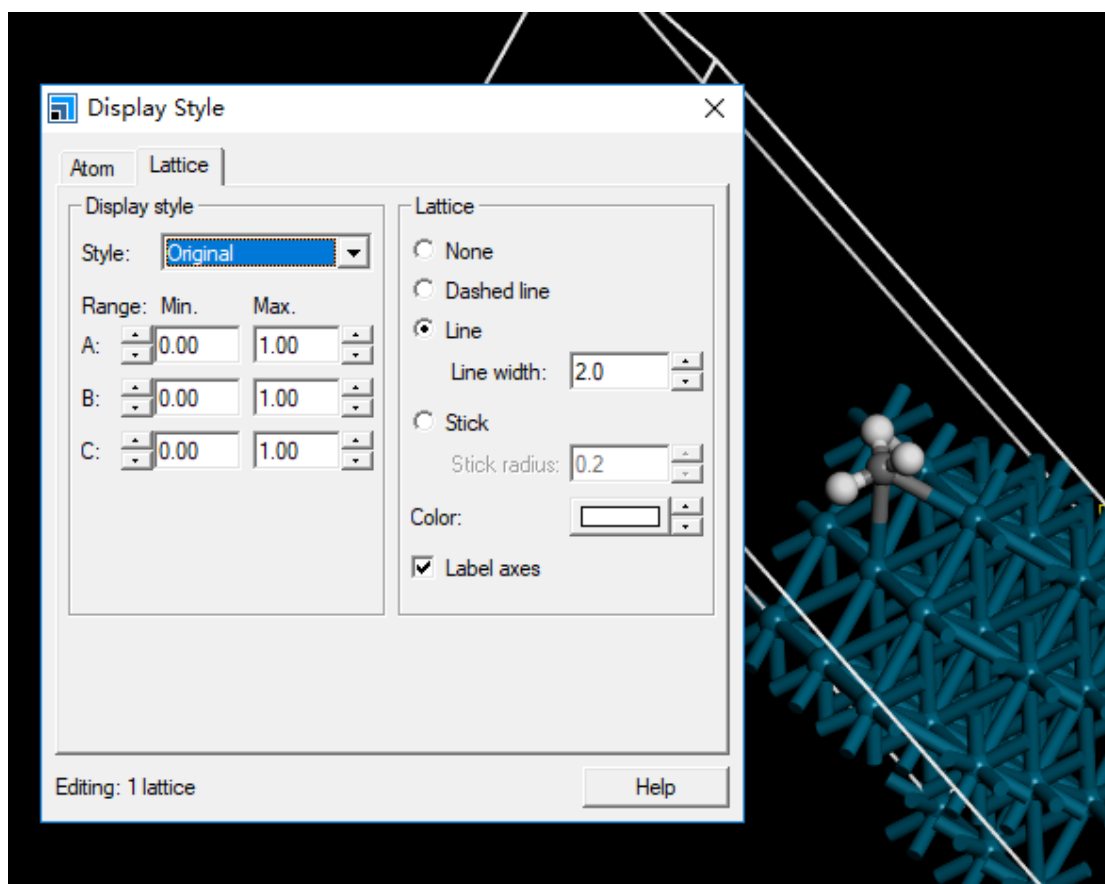 Display Style
Atom
Lattice
Display style
Style: Original
Range: Min. Max.
A: 0.00 1.00
B: 0.00 1.00
C: 0.00 1.00
Lattice
None
Dashed line
Line
Line width: 2.0
Stick
Stick radius: 0.2
Color:
Label axes
Editing: 1 lattice
Help